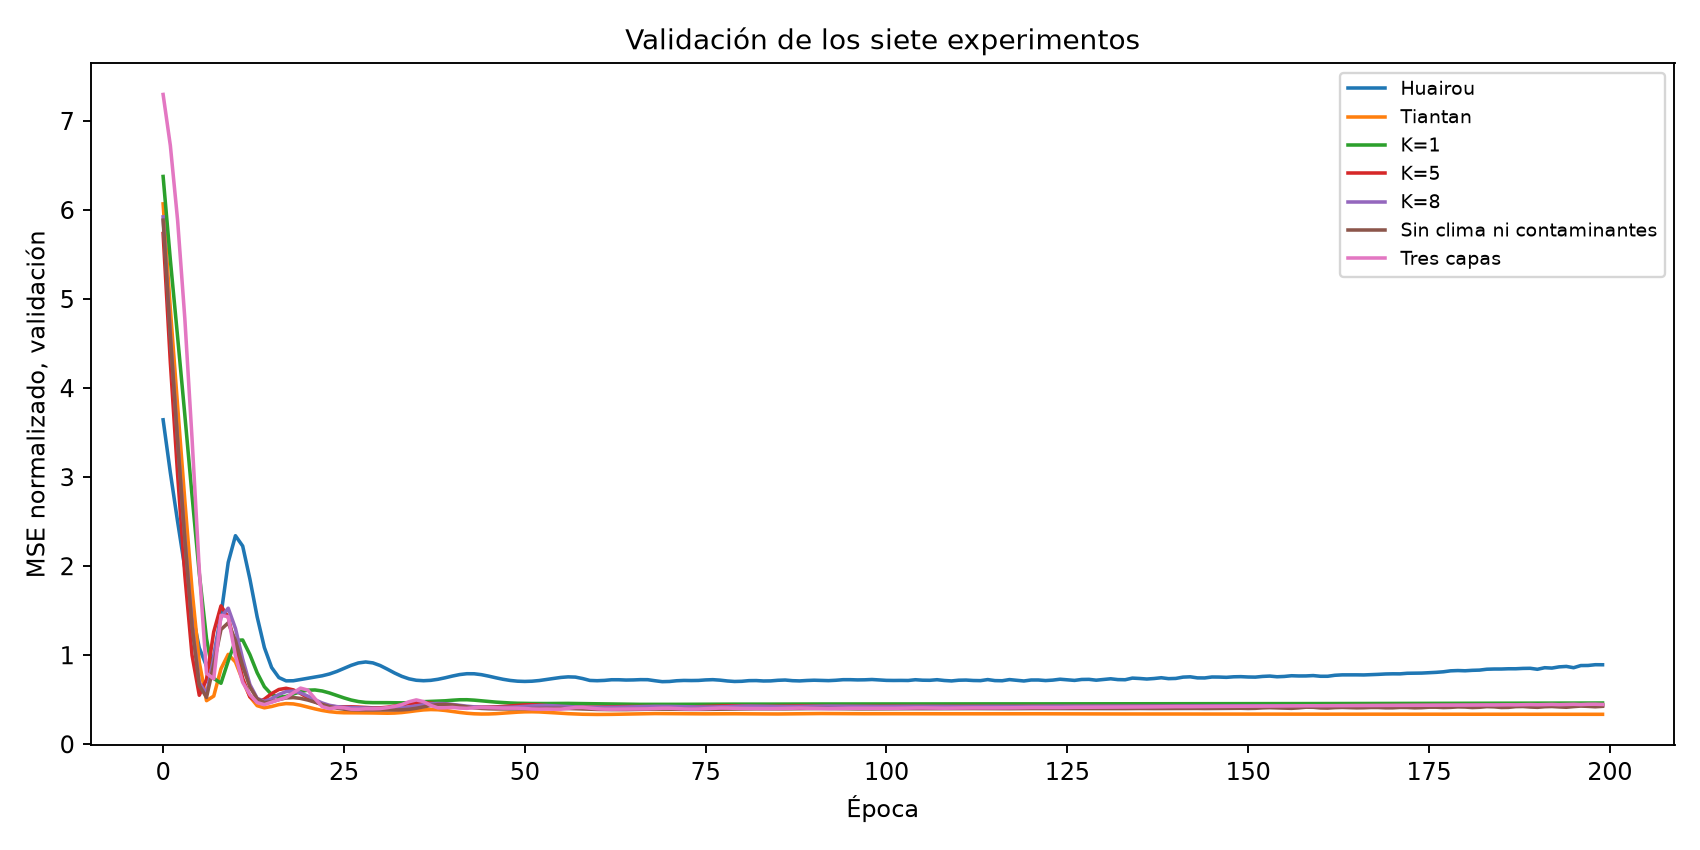 Validación de los siete experimentos
MSE normalizado, validación
7
6
5
4
3
2
1
0
Huairou
Tiantan
K=1
K=5
K=8
Sin clima ni contaminantes
Tres capas
0 25 50 75 100 125 150 175 200
Época